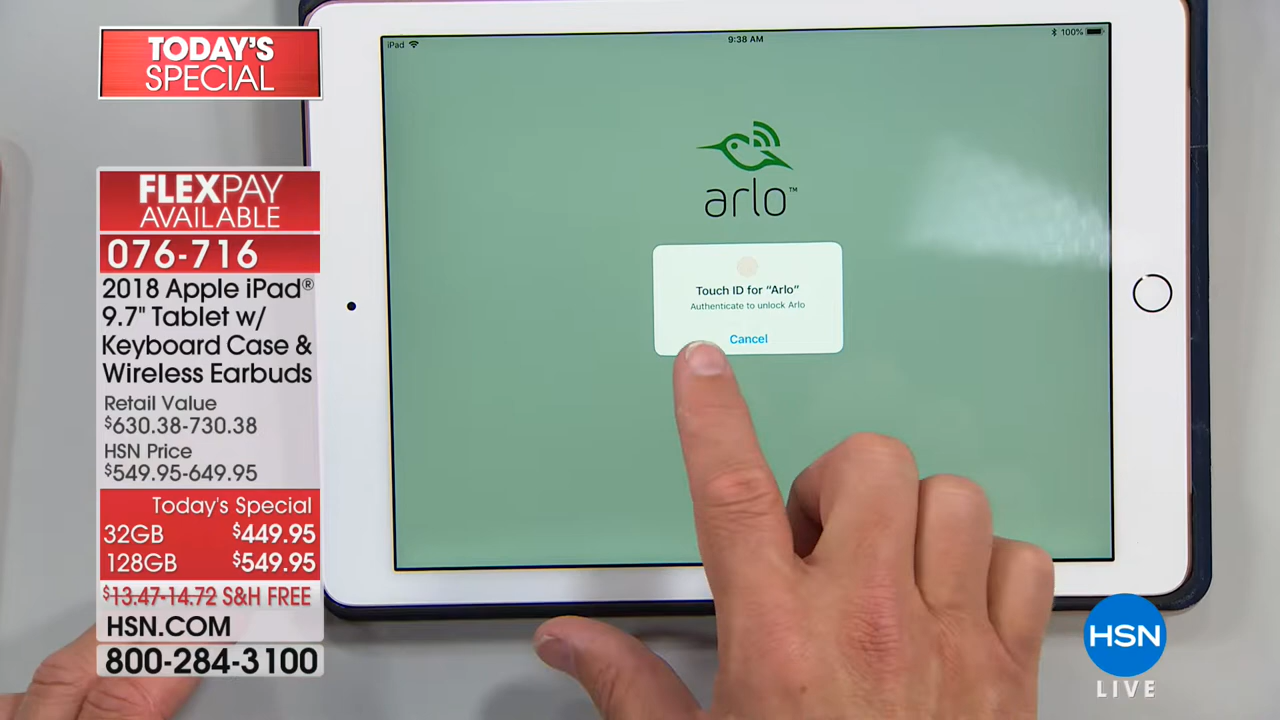 TODAY'S
SPECIAL
FLEXPAY
AVAILABLE
076-716
2018 Apple iPad®
9.7" Tablet w/
Keyboard Case &
Wireless Earbuds
Retail Value
$630.38-730.38
HSN Price
$549.95-649.95
Today's Special
32GB $449.95
128GB $549.95
$13.47-14.72 S&H FREE
HSN.COM
800-284-3100
iPad 9:38 AM 100%
arlo™
Touch ID for “Arlo”
Authenticate to unlock Arlo
Cancel
HSN
LIVE